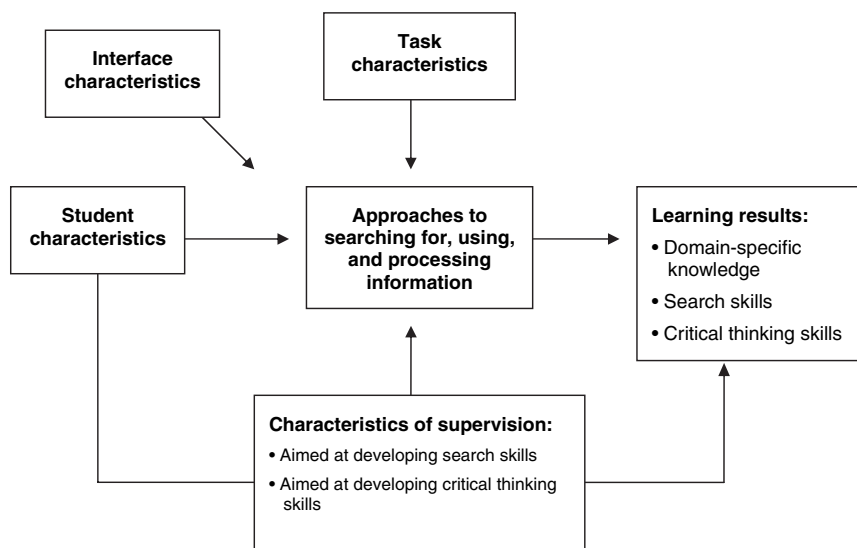 Interface
characteristics
Task
characteristics
Student
characteristics
Approaches to
searching for, using,
and processing
information
Learning results:
• Domain-specific
knowledge
• Search skills
• Critical thinking skills
Characteristics of supervision:
• Aimed at developing search skills
• Aimed at developing critical thinking
skills